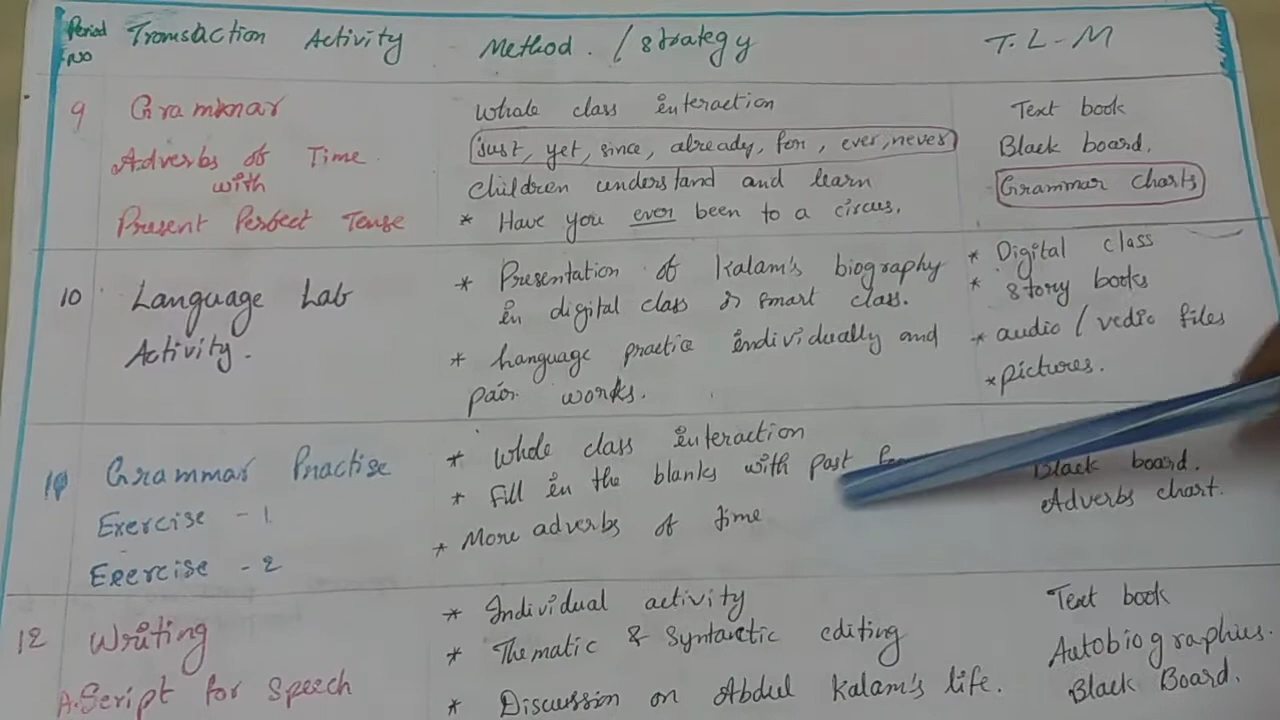 Period No Transaction Activity Method. / Strategy T. L-M
9 Grammar
Adverbs of Time
with
Present Perfect Tense
Whole class interaction
just, yet, since, already, for, ever, never
Children understand and learn
* Have you ever been to a circus.
Text book
Black board.
Grammar Charts
10 Language Lab
Activity.
* Presentation of Kalam's biography
in digital class or smart class.
* Language practice individually and
pair works.
* Digital class
* Story books
* audio / vedio files
* pictures.
11 Grammar Practise
Exercise - 1
Exercise - 2
* Whole class interaction
* Fill in the blanks with past
* More adverbs of time
Black board.
Adverbs chart.
12 Writing
A. Script for Speech
* Individual activity
* Thematic & Syntactic editing
* Discussion on Abdul Kalam's life.
Text book
Autobiographies.
Black Board.